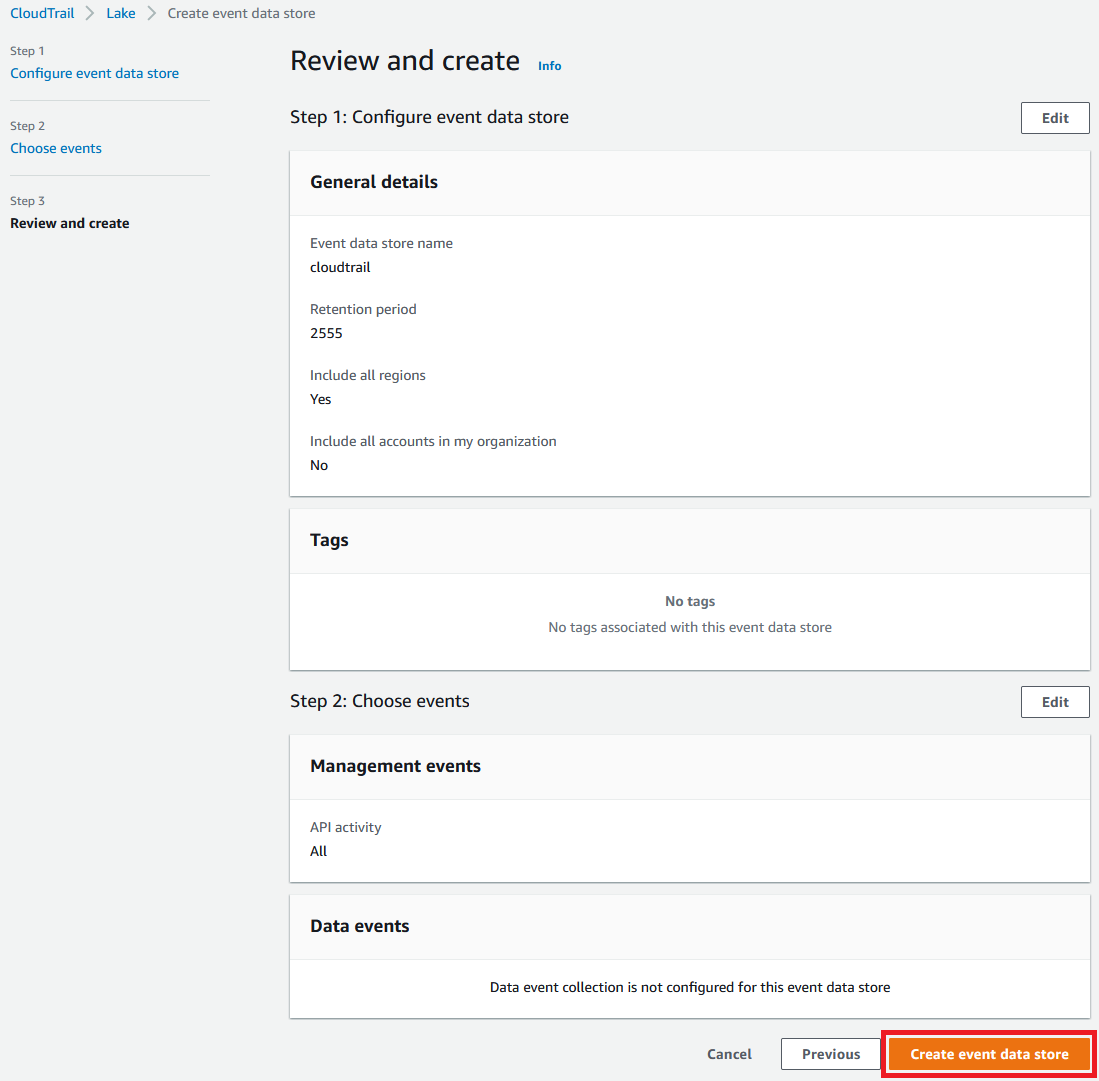 CloudTrail > Lake > Create event data store
Step 1
Configure event data store
Step 2
Choose events
Step 3
Review and create
Review and create Info
Step 1: Configure event data store
Edit
General details
Event data store name
cloudtrail
Retention period
2555
Include all regions
Yes
Include all accounts in my organization
No
Tags
No tags
No tags associated with this event data store
Step 2: Choose events
Edit
Management events
API activity
All
Data events
Data event collection is not configured for this event data store
Cancel Previous Create event data store